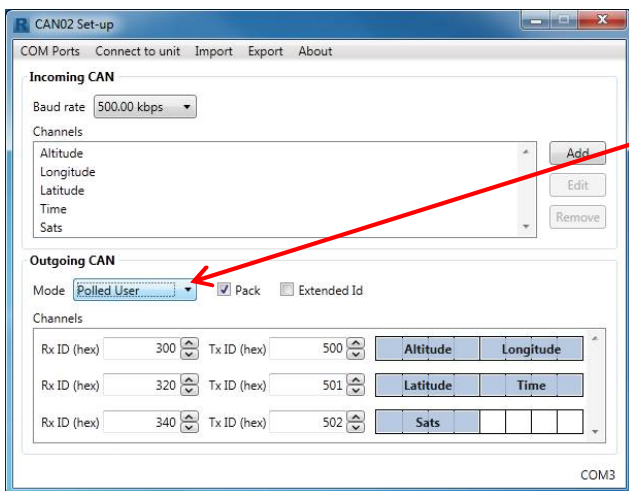 CAN02 Set-up
COM Ports Connect to unit Import Export About
Incoming CAN
Baud rate 500.00 kbps
Channels
Altitude
Longitude
Latitude
Time
Sats
Add
Edit
Remove
Outgoing CAN
Mode Polled User Pack Extended Id
Channels
Rx ID (hex) 300 Tx ID (hex) 500 Altitude Longitude
Rx ID (hex) 320 Tx ID (hex) 501 Latitude Time
Rx ID (hex) 340 Tx ID (hex) 502 Sats
COM3